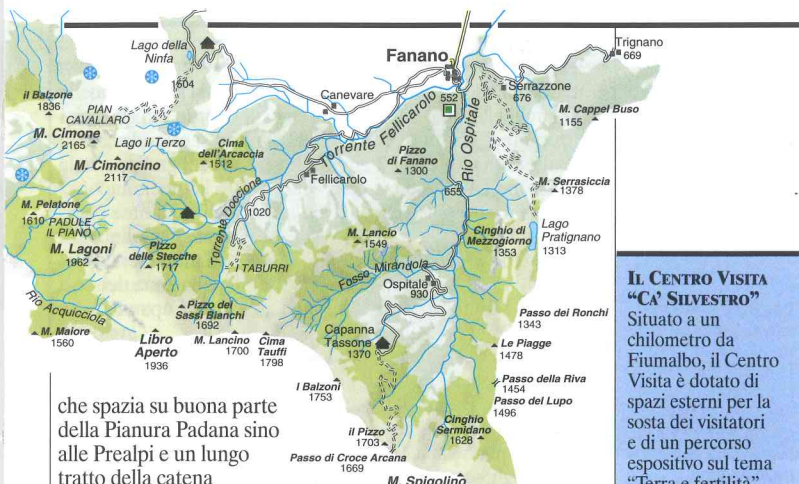 Lago della
Ninfa
1504
Fanano
Trignano
669
il Balzone
1836
PIAN
CAVALLARO
Canevare
552
Serrazzone
676
M. Cappel Buso
1155
M. Cimone
2165
Lago il Terzo
Cima
dell'Arcaccia
1512
Torrente Fellicarolo
Rio Ospitale
M. Cimoncino
2117
Fellicarolo
Pizzo
di Fanano
1300
655
M. Serrasiccia
1378
M. Pelatone
1610
PADULE
IL PIANO
Torrente Doccione
1020
M. Lancio
1549
Cinghio di
Mezzogiorno
1353
Lago
Pratignano
1313
M. Lagoni
1962
Pizzo
delle Stecche
1717
I TABURRI
Fosso Mirandola
Ospitale
930
Rio Acquicciola
Pizzo dei
Sassi Bianchi
1692
M. Maiore
1560
Libro
Aperto
1936
M. Lancino
1700
Cima
Tauffi
1798
Capanna
Tassone
1370
Passo dei Ronchi
1343
Le Piagge
1478
I Balzoni
1753
Passo della Riva
1454
Passo del Lupo
1496
il Pizzo
1703
Cinghio
Sermidano
1628
Passo di Croce Arcana
1669
M. Spigolino
che spazia su buona parte
della Pianura Padana sino
alle Prealpi e un lungo
tratto della catena
IL CENTRO VISITA
“CA’ SILVESTRO”
Situato a un
chilometro da
Fiumalbo, il Centro
Visita è dotato di
spazi esterni per la
sosta dei visitatori
e di un percorso
espositivo sul tema
“Terra e fertilità”